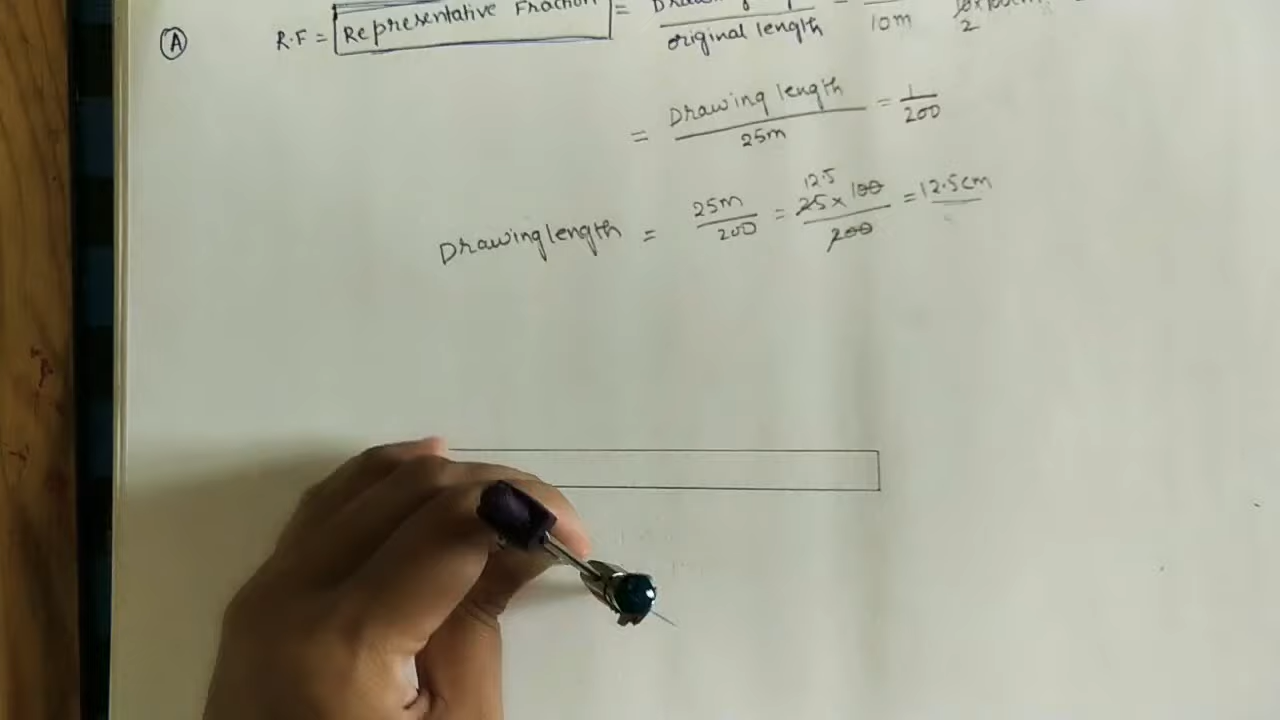 Ⓐ R.F = Representative Fraction = original length 10m 2
= Drawing length / 25m = 1/200
Drawing length = 25m/200 = 12.5 25 x 100 / 200 = 12.5cm